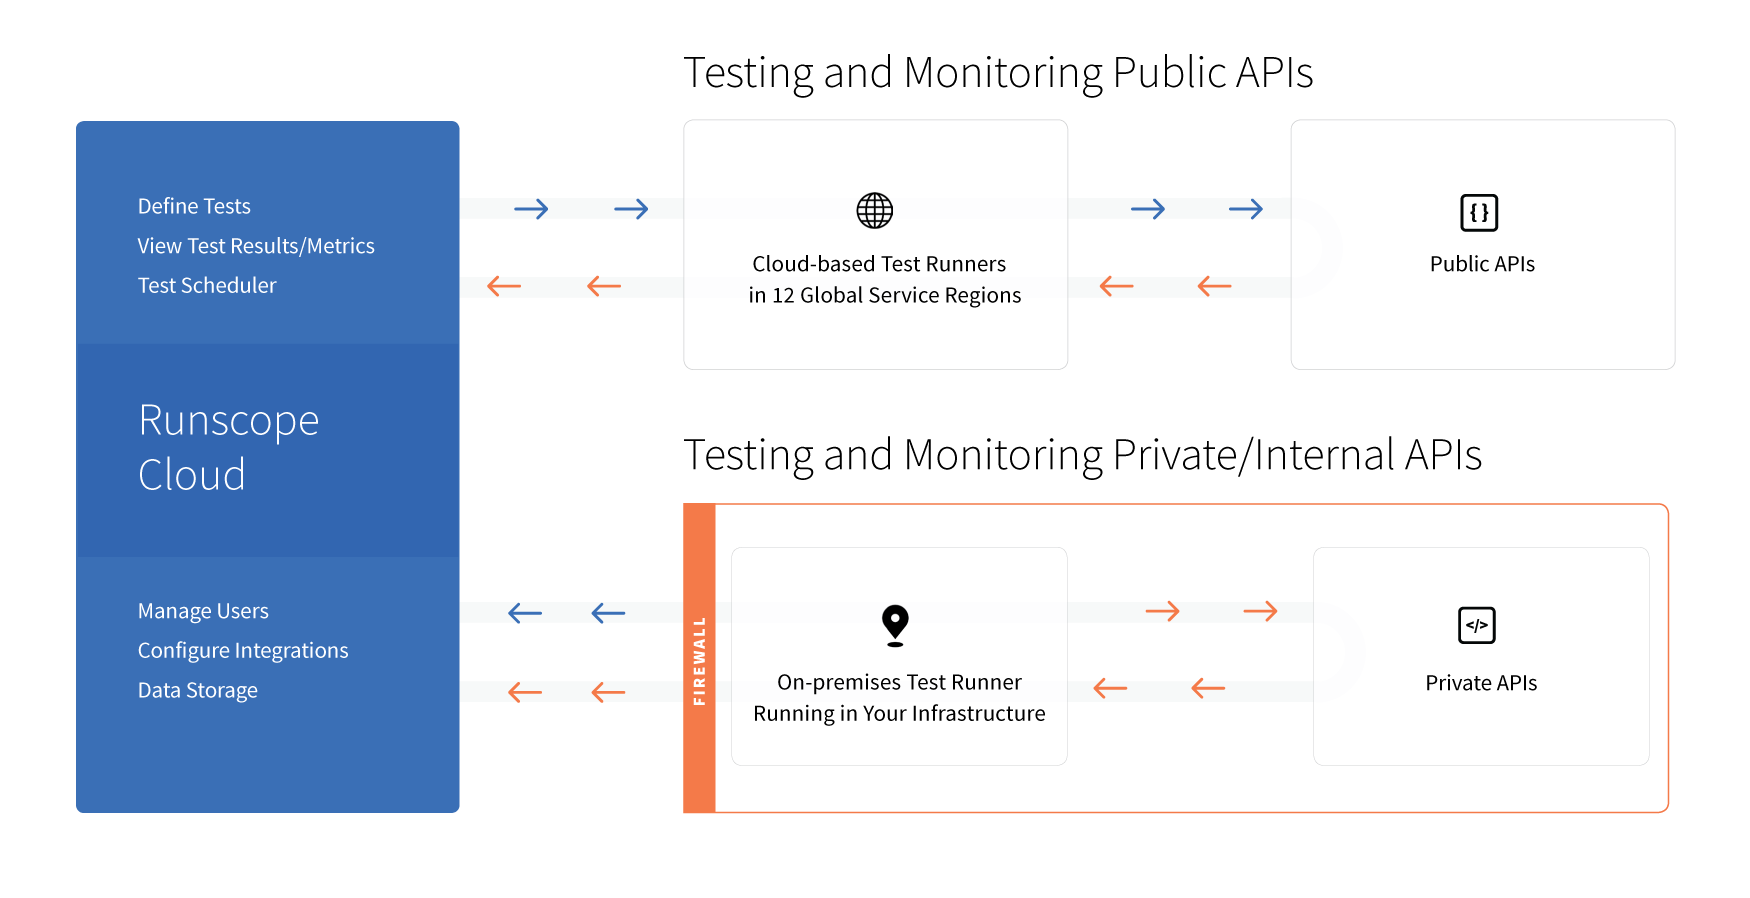 Testing and Monitoring Public APIs
Define Tests
View Test Results/Metrics
Test Scheduler
Runscope
Cloud
Manage Users
Configure Integrations
Data Storage
Cloud-based Test Runners
in 12 Global Service Regions
{ }
Public APIs
Testing and Monitoring Private/Internal APIs
FIREWALL
On-premises Test Runner
Running in Your Infrastructure
</>
Private APIs